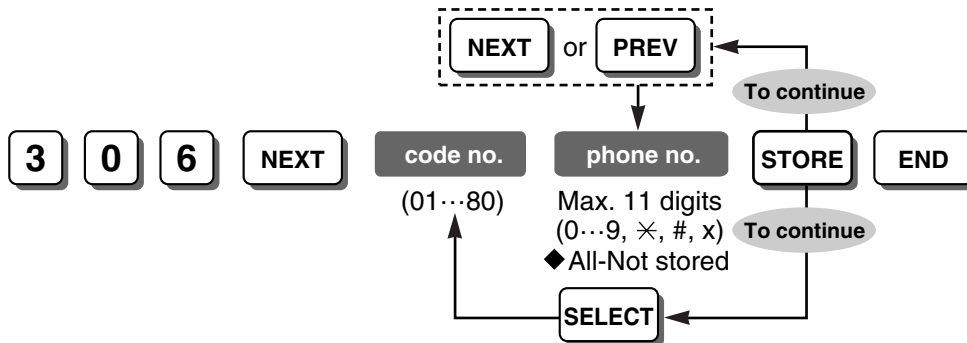 NEXT or PREV
To continue
3 0 6 NEXT code no. phone no. STORE END
(01···80) Max. 11 digits
(0···9, ✳, #, x) To continue
◆All-Not stored
SELECT